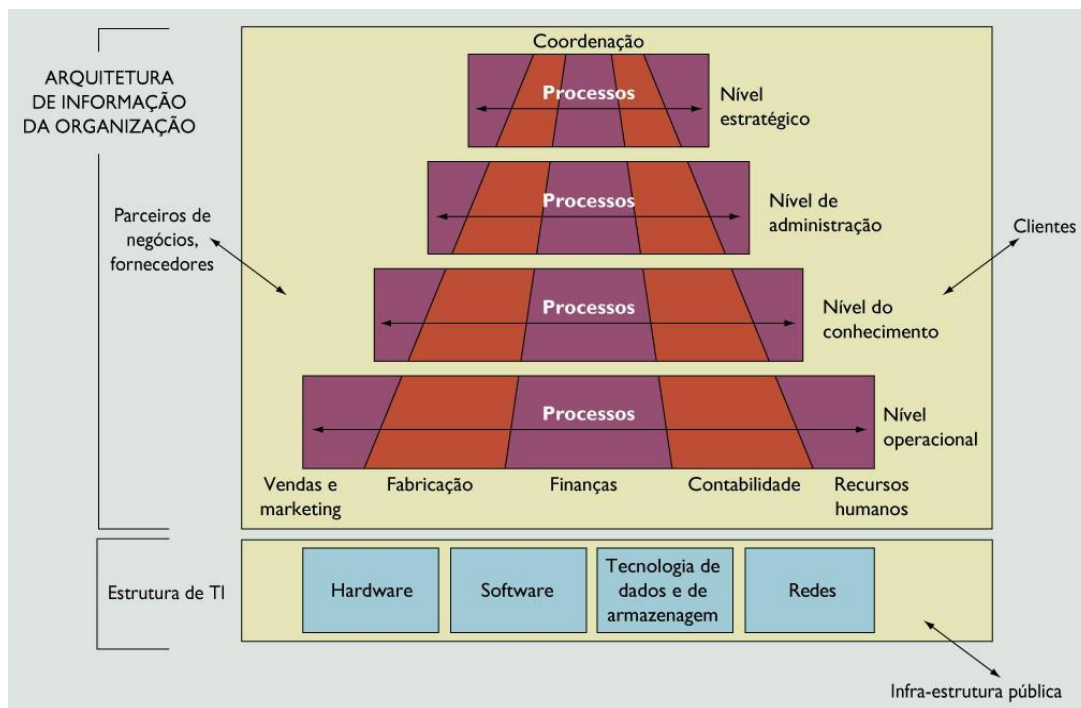 Coordenação
ARQUITETURA
DE INFORMAÇÃO
DA ORGANIZAÇÃO
Processos
Nível
estratégico
Processos
Nível de
administração
Parceiros de
negócios,
fornecedores
Clientes
Processos
Nível do
conhecimento
Processos
Nível
operacional
Vendas e
marketing
Fabricação
Finanças
Contabilidade
Recursos
humanos
Estrutura de TI
Hardware
Software
Tecnologia de
dados e de
armazenagem
Redes
Infra-estrutura pública